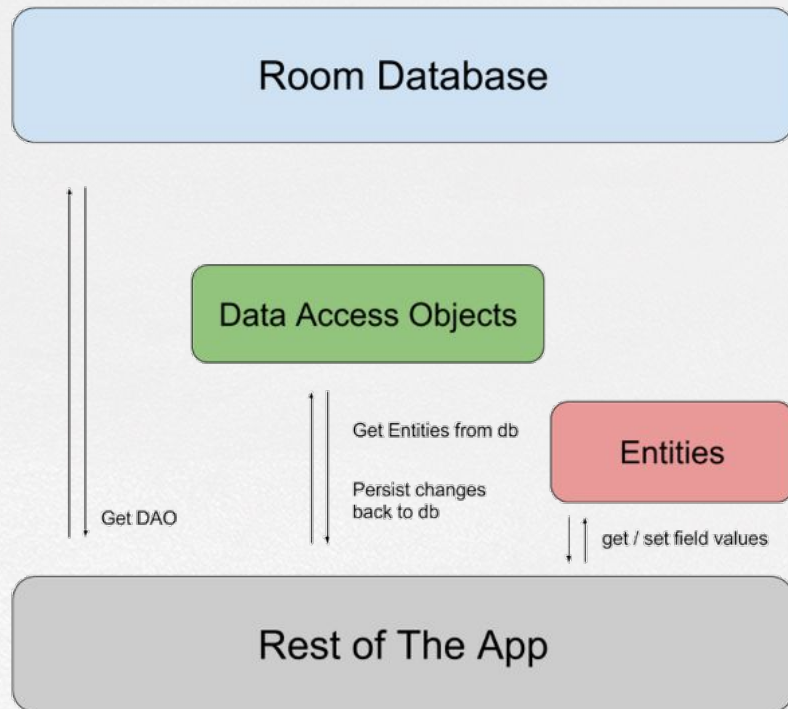 Room Database
Data Access Objects
Get Entities from db
Entities
Persist changes
back to db
Get DAO
get / set field values
Rest of The App